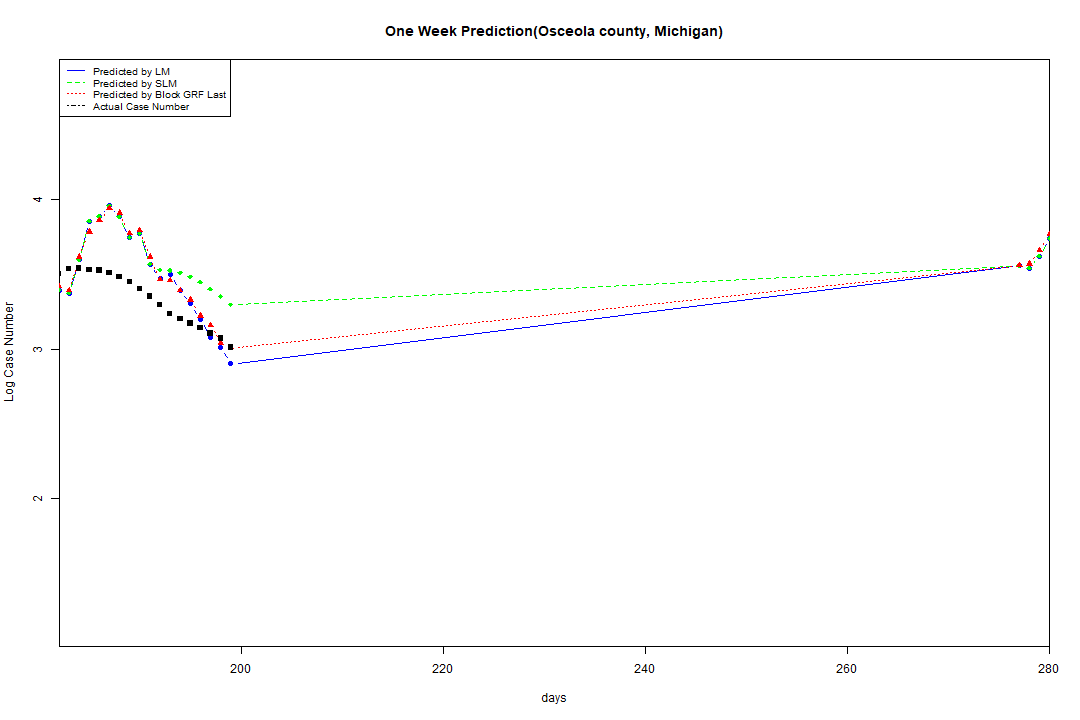 One Week Prediction(Osceola county, Michigan)
Predicted by LM
Predicted by SLM
Predicted by Block GRF Last
Actual Case Number
4
3
2
Log Case Number
200 220 240 260 280
days